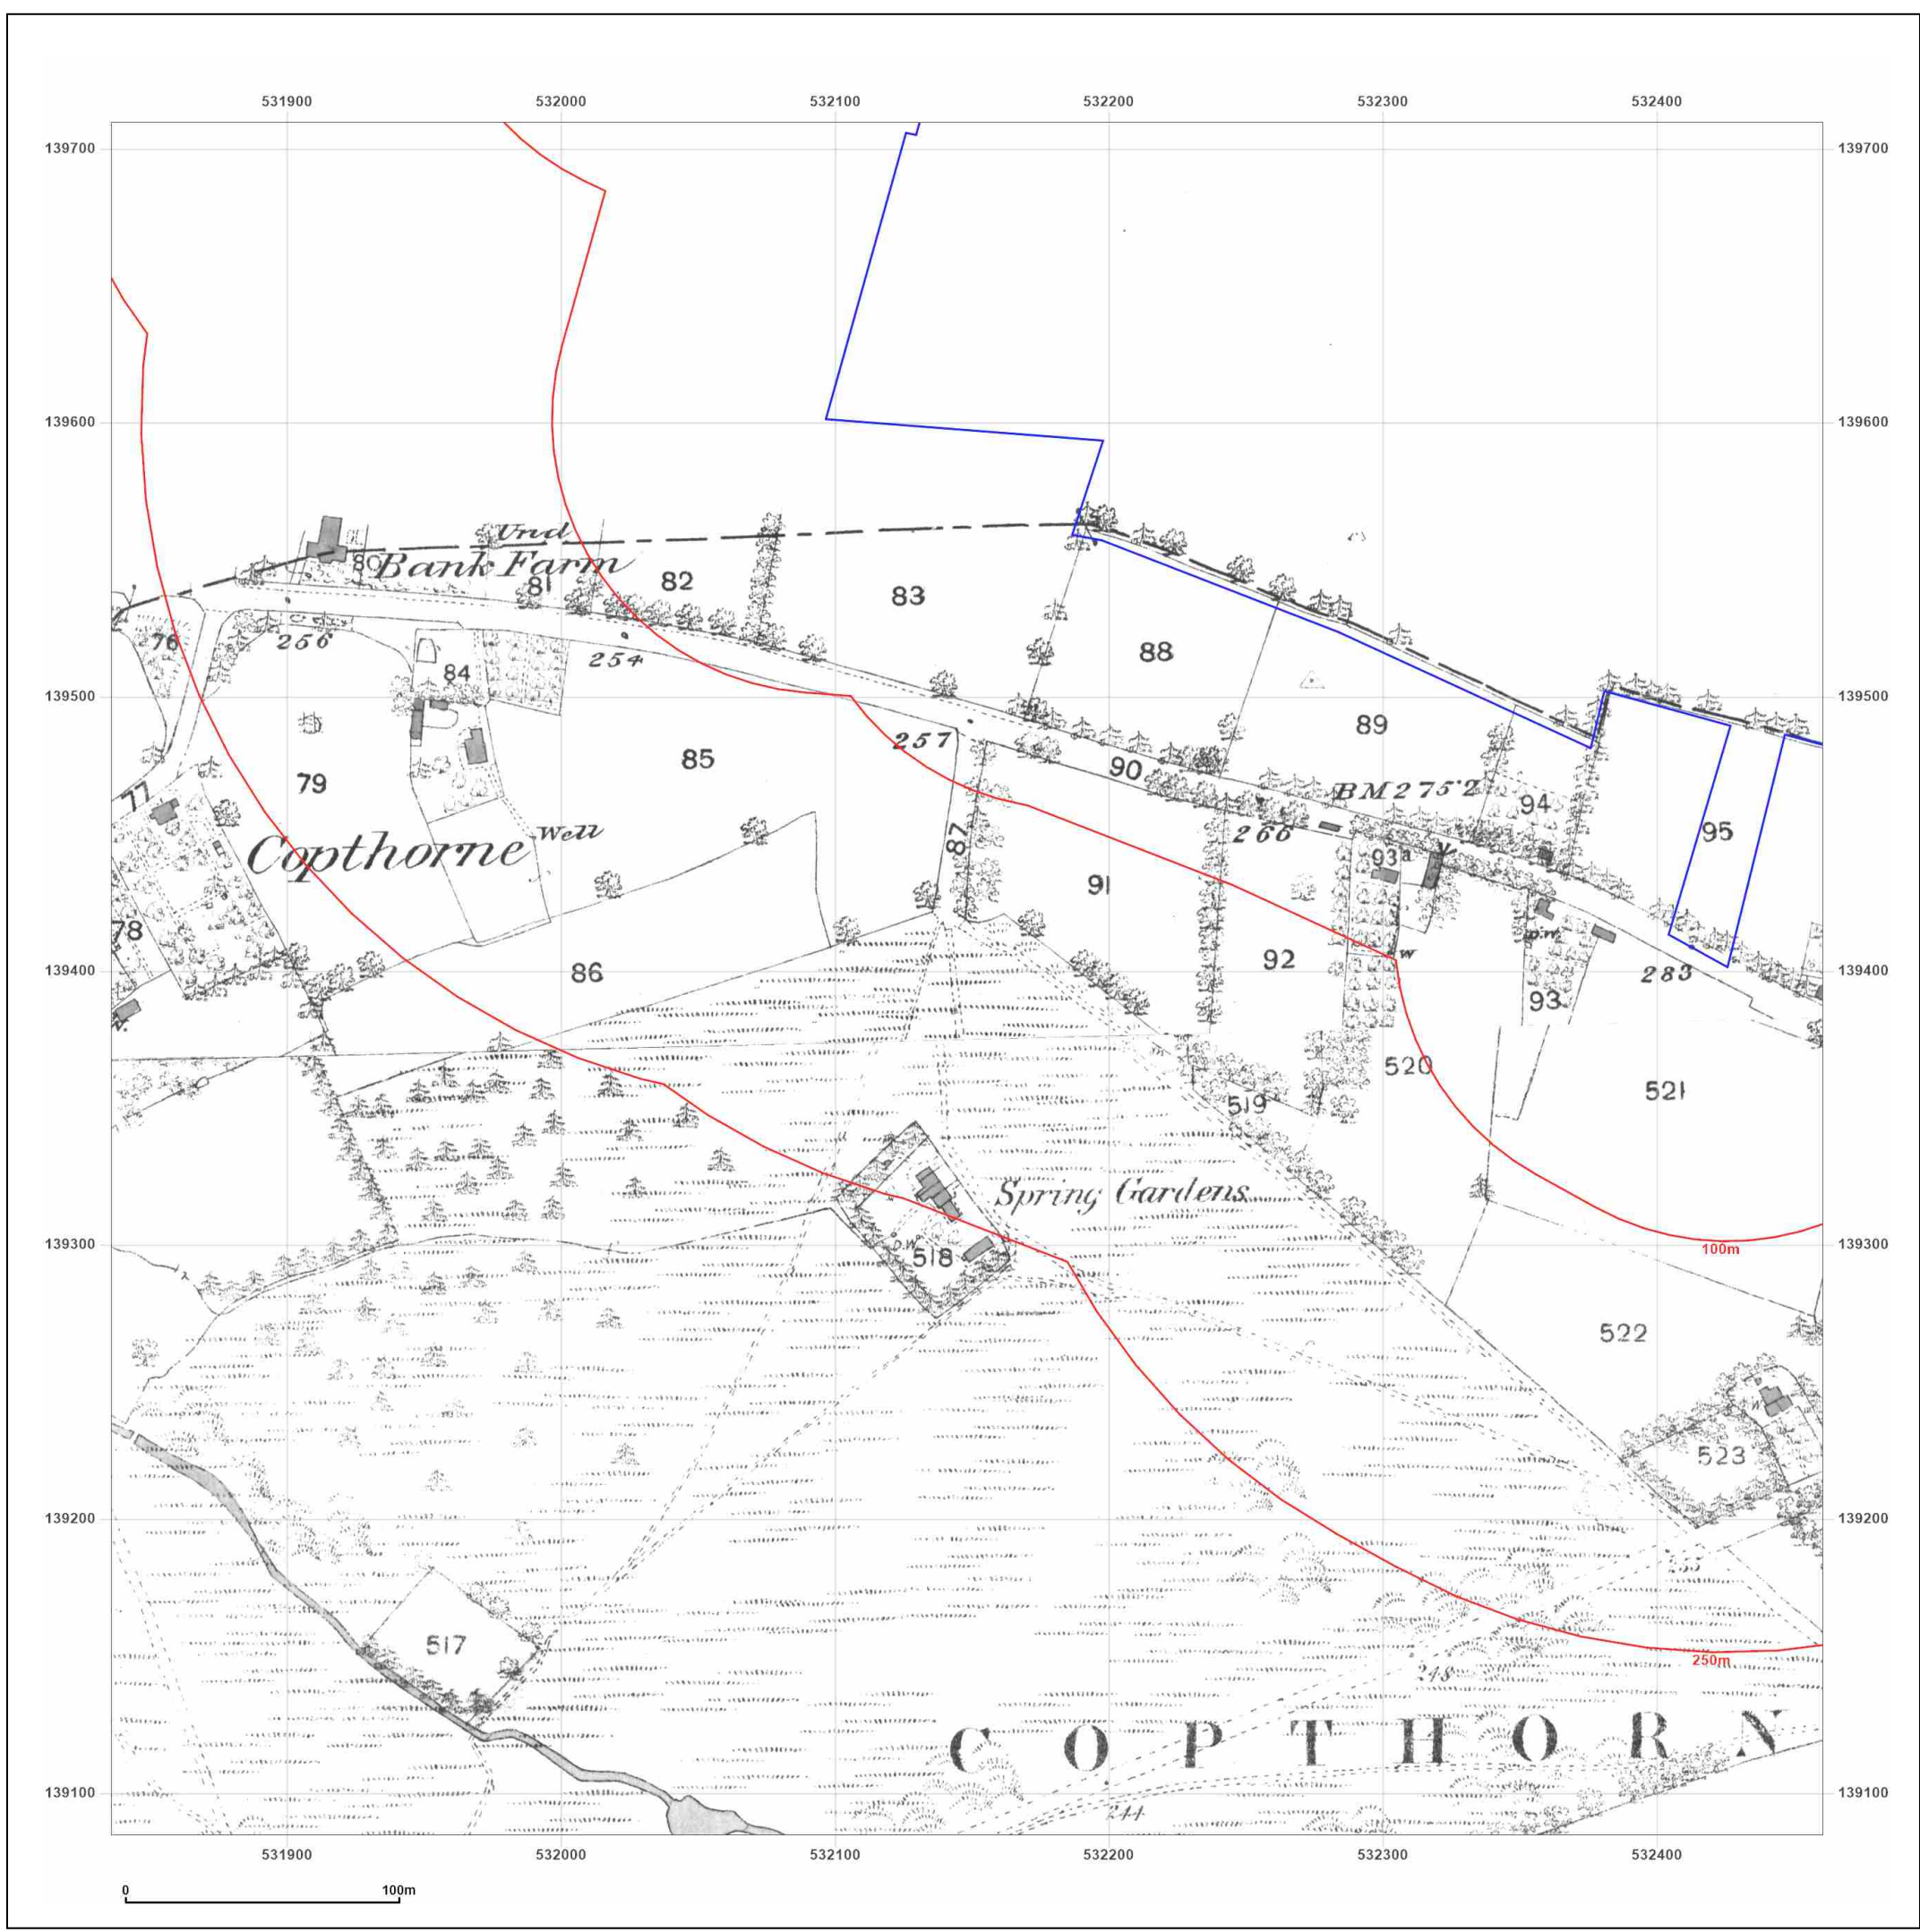 531900 532000 532100 532200 532300 532400
139700 139700
139600 139600
Und
80 Bank Farm
81 82 83
76 256 254 88
84
139500 139500
257 85 89
90 BM 275·2
79 94
77 87 266 95
Copthorne Well
93a
91
78 W
86 92 D.W. 283
139400 139400
93
520 521
519
Spring Gardens
D.W.
518
139300 139300
100m
522
W
523
139200 139200
517
250m
248
COPTHORN
139100 139100
244
531900 532000 532100 532200 532300 532400
0 100m